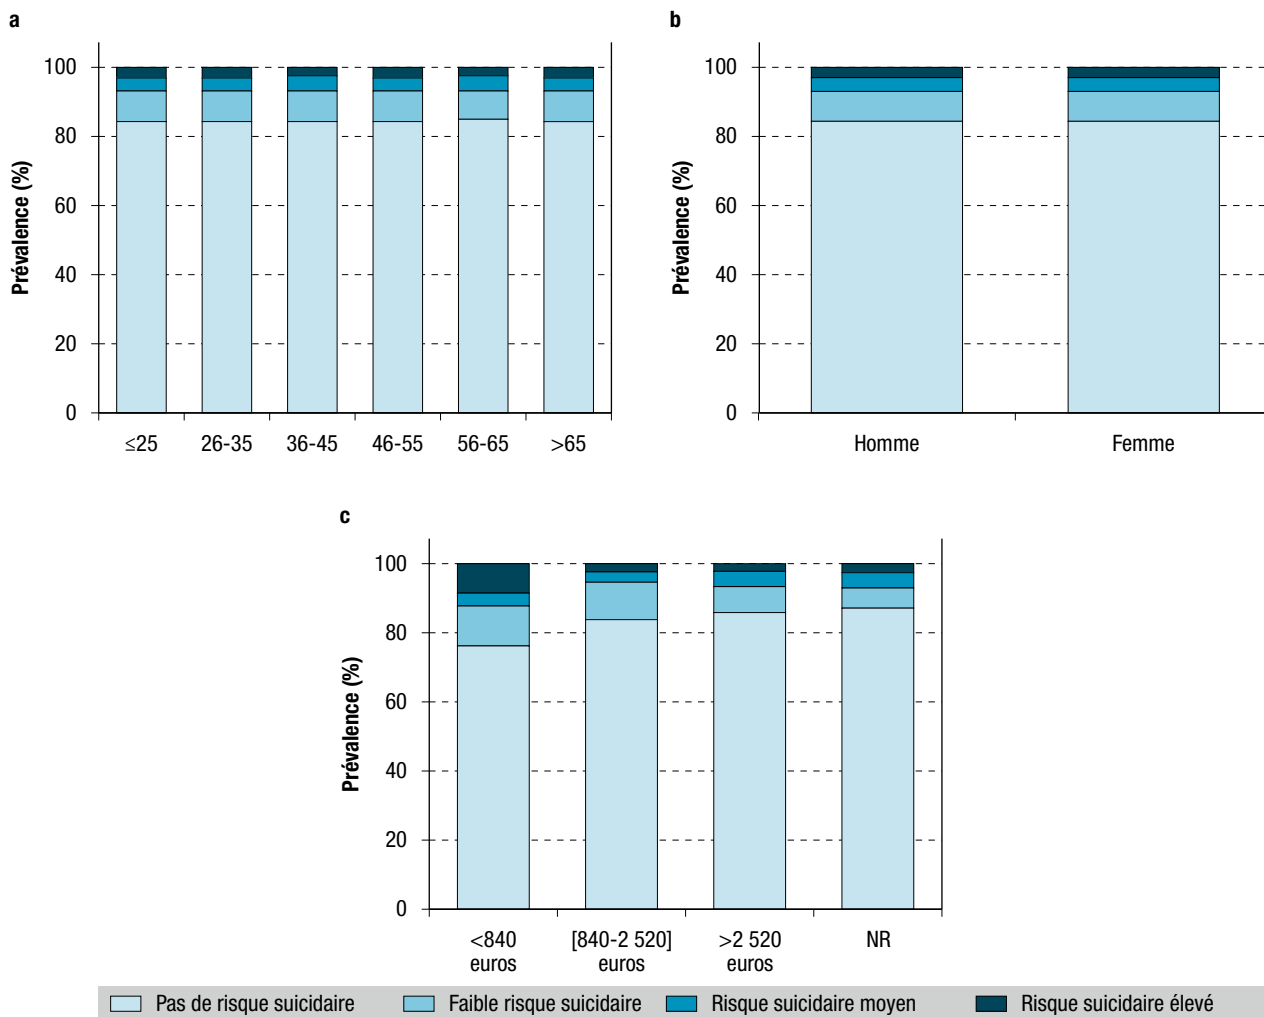 a
Prévalence (%)
100
80
60
40
20
0
≤25 26-35 36-45 46-55 56-65 >65
b
Prévalence (%)
100
80
60
40
20
0
Homme Femme
c
Prévalence (%)
100
80
60
40
20
0
<840 [840-2 520] >2 520 NR
euros euros euros
Pas de risque suicidaire Faible risque suicidaire Risque suicidaire moyen Risque suicidaire élevé